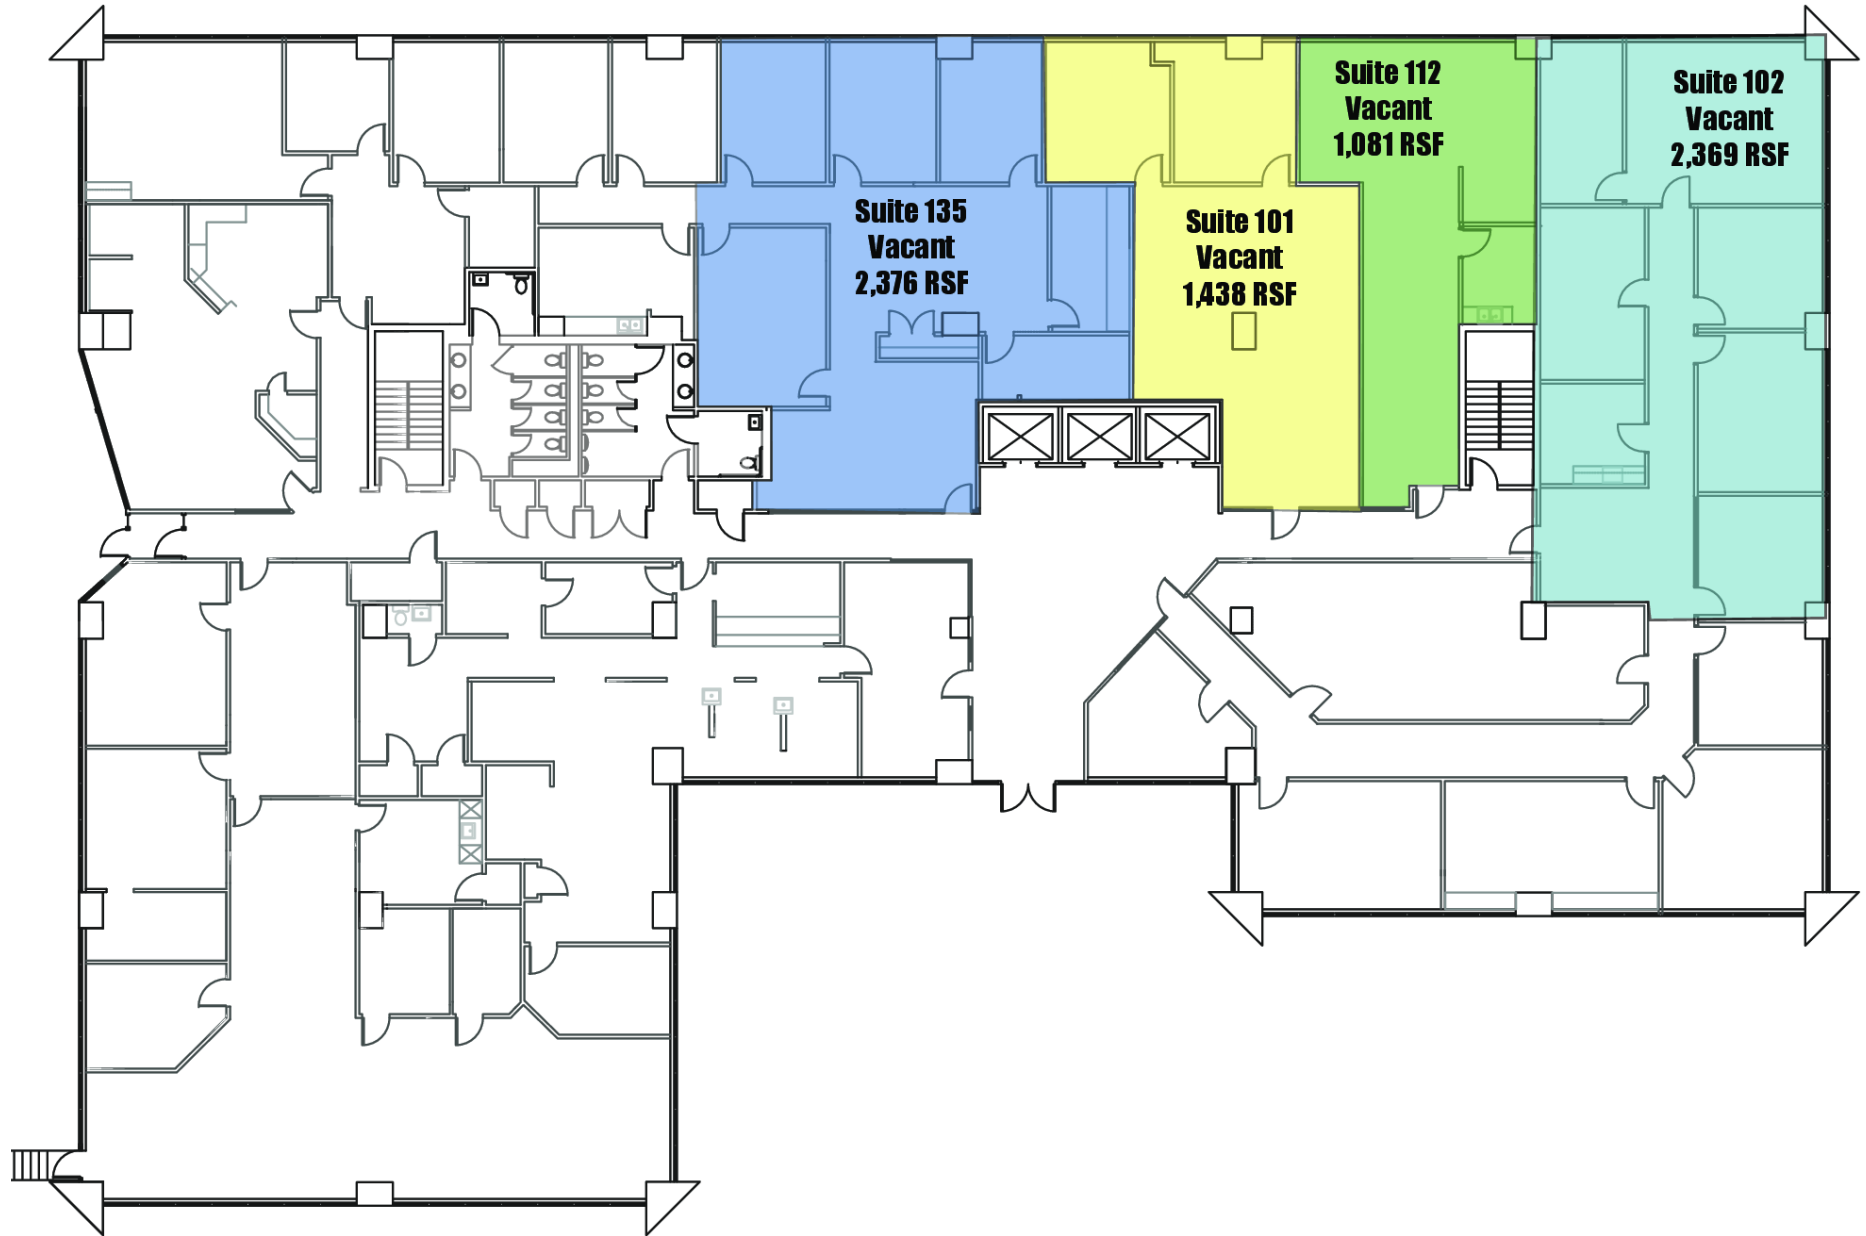 Suite 135
Vacant
2,376 RSF
Suite 101
Vacant
1,438 RSF
Suite 112
Vacant
1,081 RSF
Suite 102
Vacant
2,369 RSF